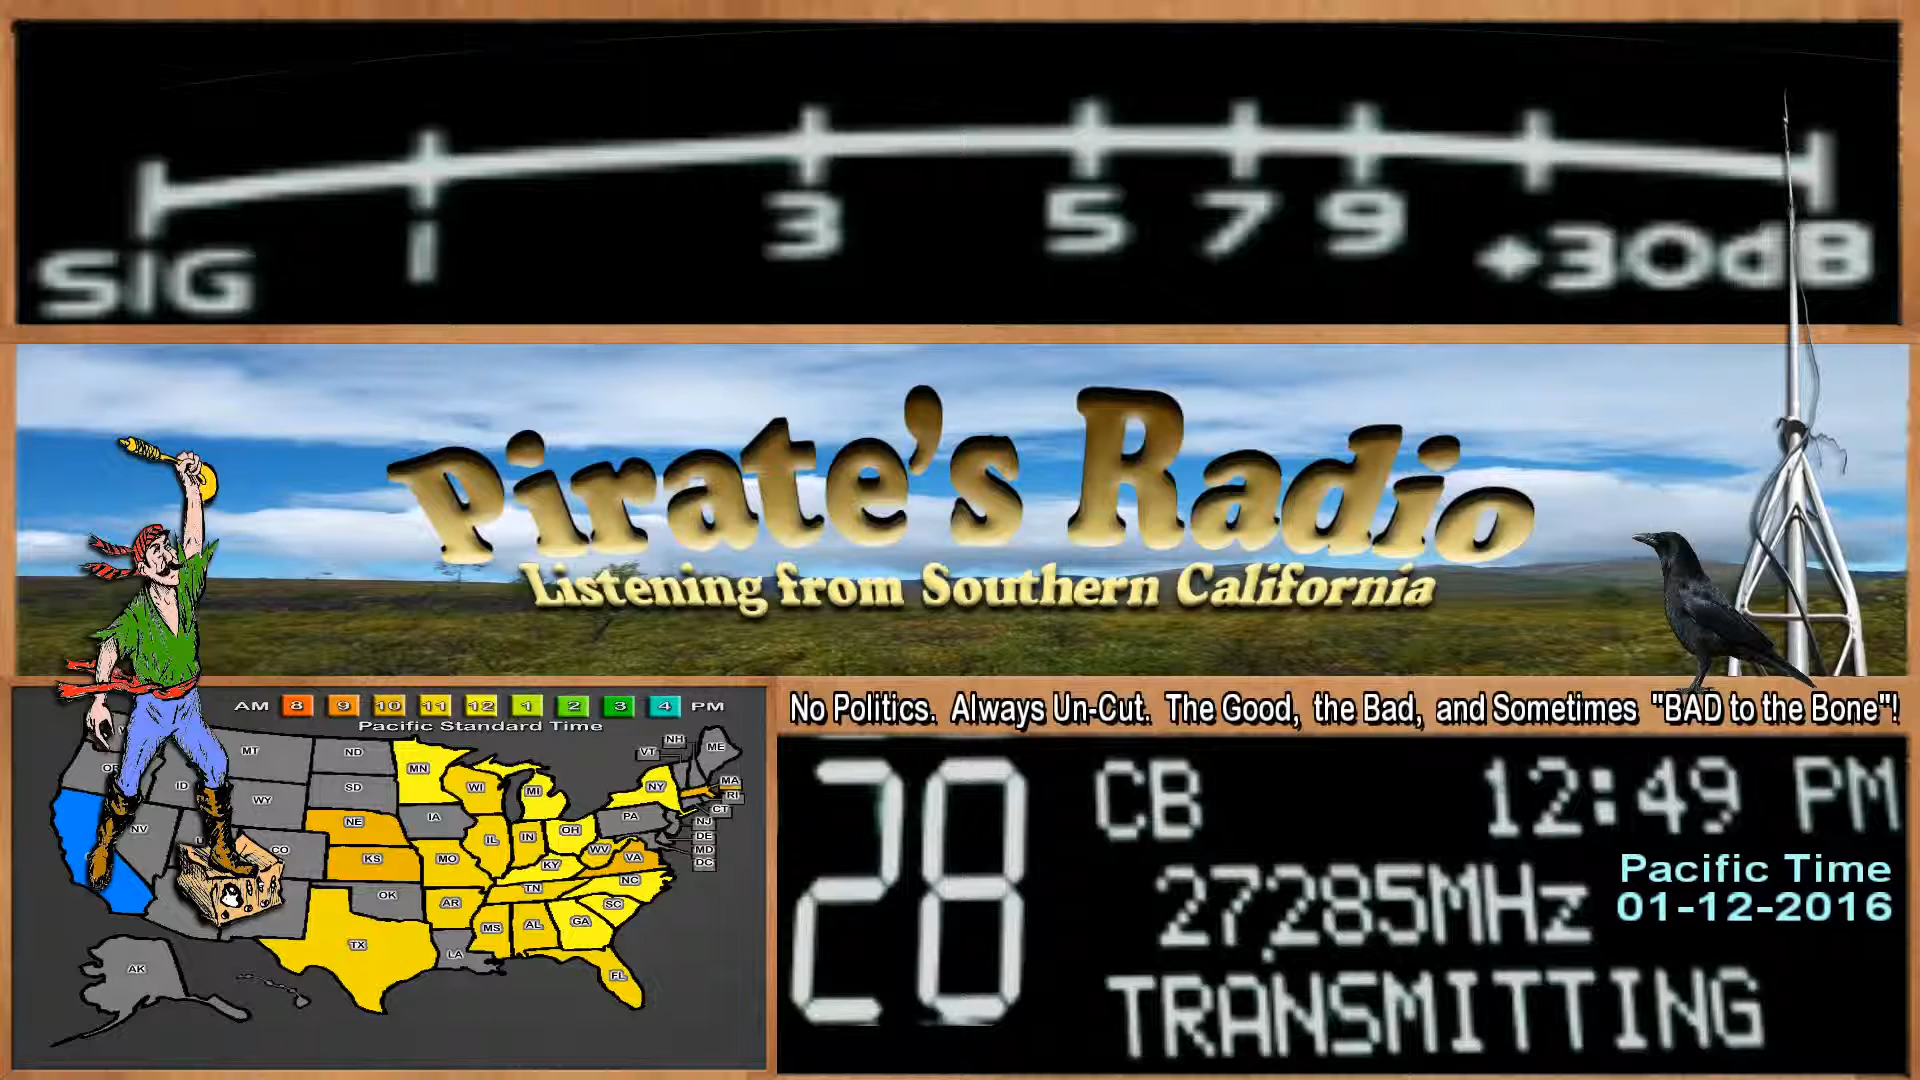 SIG 1 3 5 7 9 +30dB
Pirate's Radio
Listening from Southern California
No Politics. Always Un-Cut. The Good, the Bad, and Sometimes "BAD to the Bone"!
AM 8 9 10 11 12 1 2 3 4 PM
Pacific Standard Time
MT
ND
MN
VT
NH
ME
ID
WY
SD
WI
MI
NY
MA
RI
CT
NV
NE
IA
IL
IN
OH
PA
NJ
DE
MD
DC
CO
KS
MO
KY
WV
VA
OK
AR
TN
NC
SC
TX
LA
MS
AL
GA
FL
AK
28
CB
12:49 PM
27.285MHz
Pacific Time
01-12-2016
TRANSMITTING